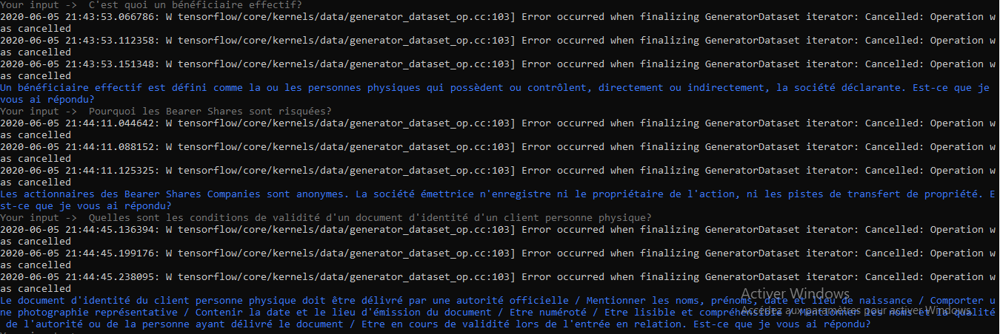 Your input ->  C'est quoi un bénéficiaire effectif?
2020-06-05 21:43:53.066786: W tensorflow/core/kernels/data/generator_dataset_op.cc:103] Error occurred when finalizing GeneratorDataset iterator: Cancelled: Operation w
as cancelled
2020-06-05 21:43:53.112358: W tensorflow/core/kernels/data/generator_dataset_op.cc:103] Error occurred when finalizing GeneratorDataset iterator: Cancelled: Operation w
as cancelled
2020-06-05 21:43:53.151348: W tensorflow/core/kernels/data/generator_dataset_op.cc:103] Error occurred when finalizing GeneratorDataset iterator: Cancelled: Operation w
as cancelled
Un bénéficiaire effectif est défini comme la ou les personnes physiques qui possèdent ou contrôlent, directement ou indirectement, la société déclarante. Est-ce que je
vous ai répondu?
Your input ->  Pourquoi les Bearer Shares sont risquées?
2020-06-05 21:44:11.044642: W tensorflow/core/kernels/data/generator_dataset_op.cc:103] Error occurred when finalizing GeneratorDataset iterator: Cancelled: Operation w
as cancelled
2020-06-05 21:44:11.088152: W tensorflow/core/kernels/data/generator_dataset_op.cc:103] Error occurred when finalizing GeneratorDataset iterator: Cancelled: Operation w
as cancelled
2020-06-05 21:44:11.125325: W tensorflow/core/kernels/data/generator_dataset_op.cc:103] Error occurred when finalizing GeneratorDataset iterator: Cancelled: Operation w
as cancelled
Les actionnaires des Bearer Shares Companies sont anonymes. La société émettrice n'enregistre ni le propriétaire de l'action, ni les pistes de transfert de propriété. E
st-ce que je vous ai répondu?
Your input ->  Quelles sont les conditions de validité d'un document d'identité d'un client personne physique?
2020-06-05 21:44:45.136394: W tensorflow/core/kernels/data/generator_dataset_op.cc:103] Error occurred when finalizing GeneratorDataset iterator: Cancelled: Operation w
as cancelled
2020-06-05 21:44:45.199176: W tensorflow/core/kernels/data/generator_dataset_op.cc:103] Error occurred when finalizing GeneratorDataset iterator: Cancelled: Operation w
as cancelled
2020-06-05 21:44:45.238095: W tensorflow/core/kernels/data/generator_dataset_op.cc:103] Error occurred when finalizing GeneratorDataset iterator: Cancelled: Operation w
as cancelled
Le document d'identité du client personne physique doit être délivré par une autorité officielle / Mentionner les noms, prénoms, date et lieu de naissance / Comporter u
ne photographie représentative / Contenir la date et le lieu d'émission du document / Etre numéroté / Etre lisible et compréhensible / Mentionner les noms et la qualité
de l'autorité ou de la personne ayant délivré le document / Etre en cours de validité lors de l'entrée en relation. Est-ce que je vous ai répondu?
Activer Windows
Accédez aux paramètres pour activer Windows.